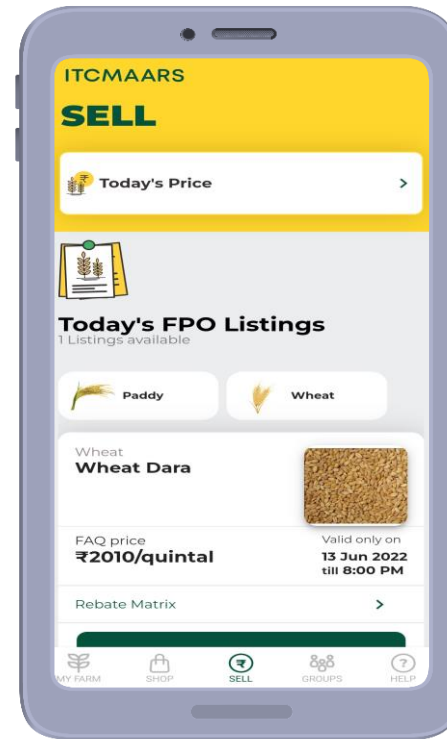 ITCMAARS
SELL
Today's Price
Today's FPO Listings
1 Listings available
Paddy
Wheat
Wheat
Wheat Dara
FAQ price
₹2010/quintal
Valid only on
13 Jun 2022
till 8:00 PM
Rebate Matrix
MY FARM
SHOP
SELL
GROUPS
HELP